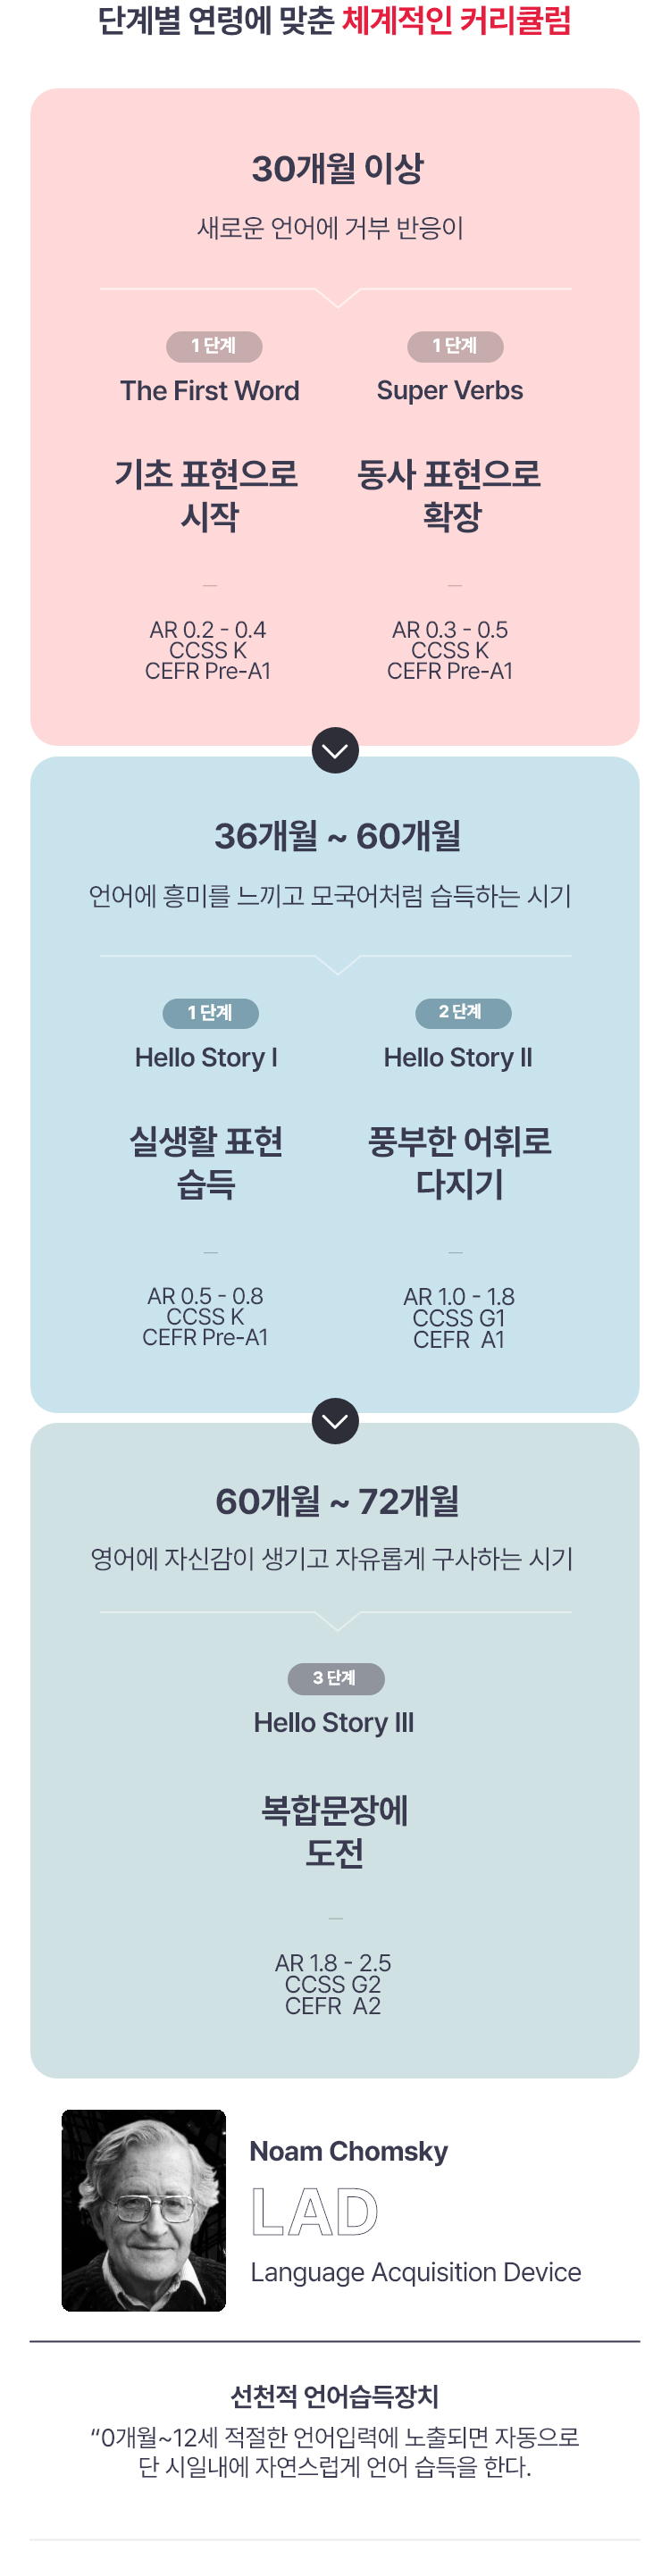 단계별 연령에 맞춘 체계적인 커리큘럼
30개월 이상
새로운 언어에 거부 반응이
1 단계
The First Word
기초 표현으로
시작
AR 0.2 - 0.4
CCSS K
CEFR Pre-A1
1 단계
Super Verbs
동사 표현으로
확장
AR 0.3 - 0.5
CCSS K
CEFR Pre-A1
36개월 ~ 60개월
언어에 흥미를 느끼고 모국어처럼 습득하는 시기
1 단계
Hello Story I
실생활 표현
습득
AR 0.5 - 0.8
CCSS K
CEFR Pre-A1
2 단계
Hello Story II
풍부한 어휘로
다지기
AR 1.0 - 1.8
CCSS G1
CEFR  A1
60개월 ~ 72개월
영어에 자신감이 생기고 자유롭게 구사하는 시기
3 단계
Hello Story III
복합문장에
도전
AR 1.8 - 2.5
CCSS G2
CEFR  A2
Noam Chomsky
LAD
Language Acquisition Device
선천적 언어습득장치
“0개월~12세 적절한 언어입력에 노출되면 자동으로
단 시일내에 자연스럽게 언어 습득을 한다.